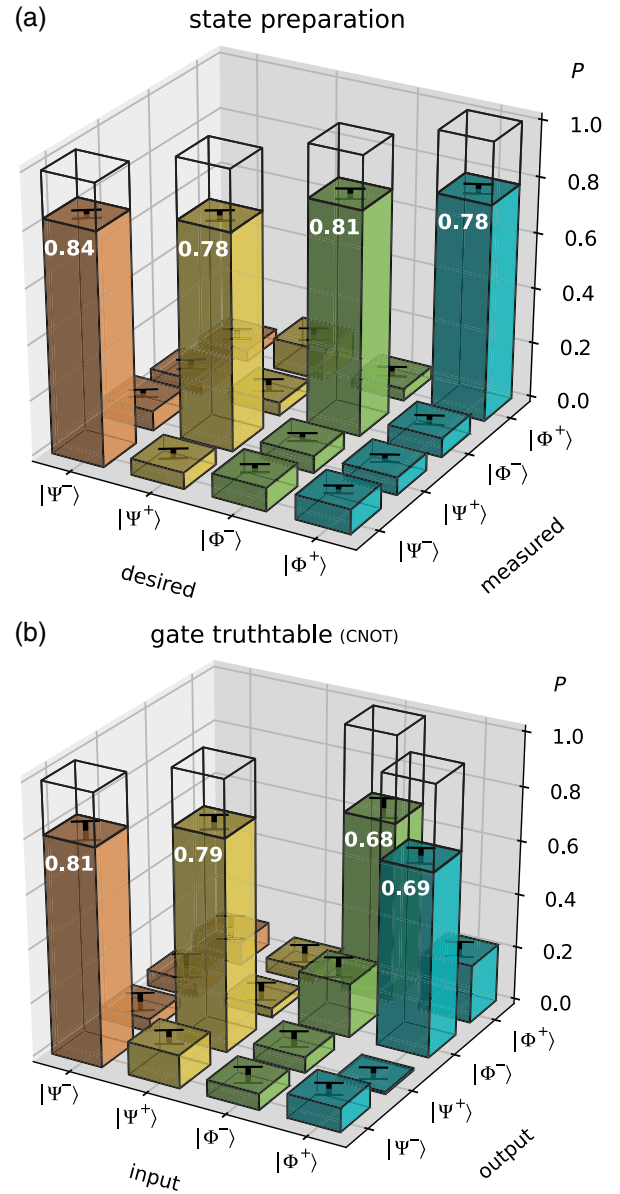 (a)
state preparation
P
1.0
0.8
0.6
0.4
0.2
0.0
0.84
0.78
0.81
0.78
|Ψ⁻⟩
|Ψ⁺⟩
|Φ⁻⟩
|Φ⁺⟩
desired
|Ψ⁻⟩
|Ψ⁺⟩
|Φ⁻⟩
|Φ⁺⟩
measured
(b)
gate truthtable (CNOT)
P
1.0
0.8
0.6
0.4
0.2
0.0
0.81
0.79
0.68
0.69
|Ψ⁻⟩
|Ψ⁺⟩
|Φ⁻⟩
|Φ⁺⟩
input
|Ψ⁻⟩
|Ψ⁺⟩
|Φ⁻⟩
|Φ⁺⟩
output